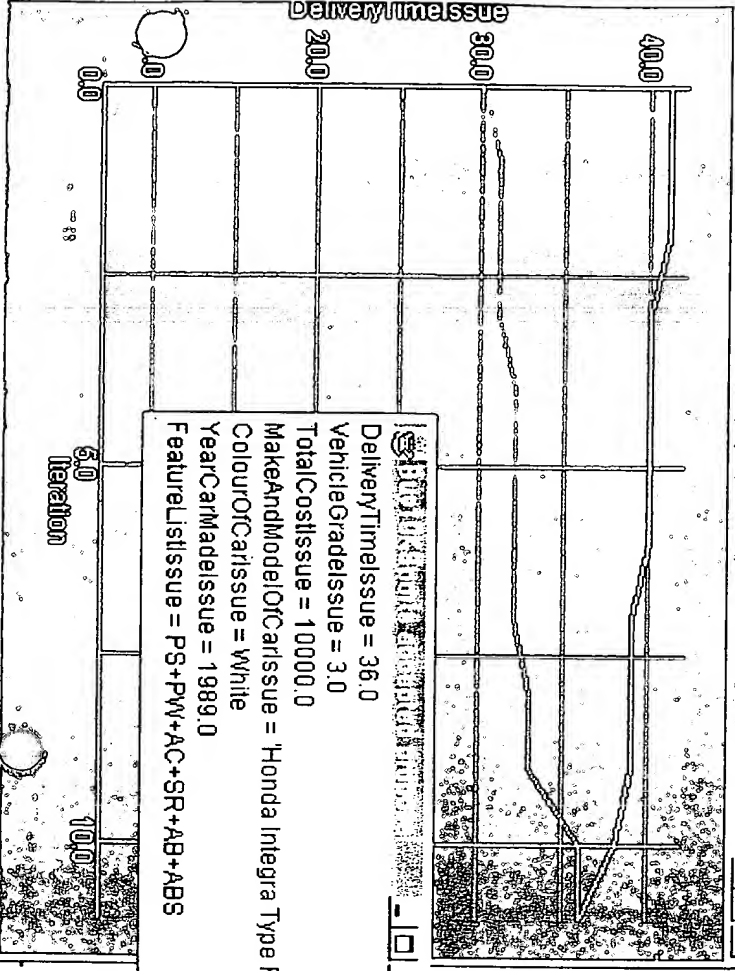 DeliveryTimeIssue
40.0
30.0
20.0
.0
0.0
5.0
10.0
Iteration
DeliveryTimeIssue = 36.0
VehicleGradeIssue = 3.0
TotalCostIssue = 10000.0
MakeAndModelOfCarIssue = 'Honda Integra Type
ColourOfCarIssue = White
YearCarMadeIssue = 1989.0
FeatureListIssue = PS+PW+AC+SR+AB+ABS